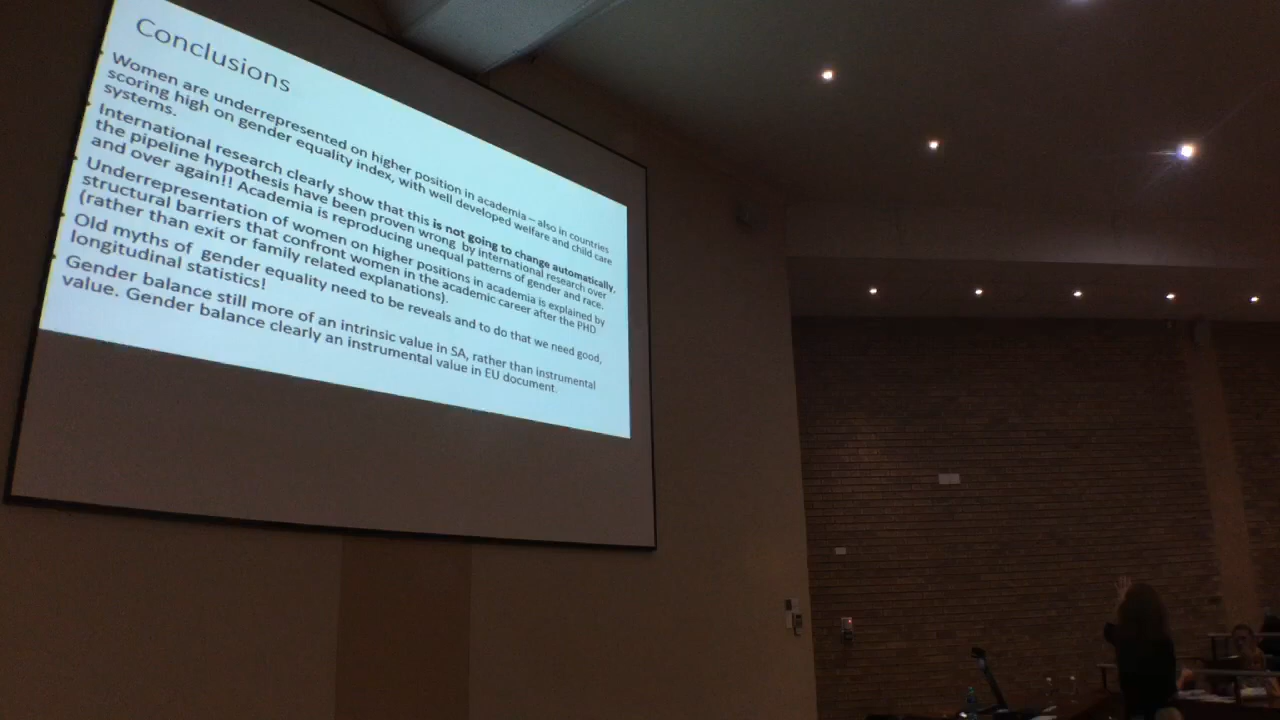 Conclusions
Women are underrepresented on higher position in academia – also in countries
scoring high on gender equality index, with well developed welfare and child care
systems.
International research clearly show that this is not going to change automatically,
the pipeline hypothesis have been proven wrong by international research over
and over again!! Academia is reproducing unequal patterns of gender and race.
Underrepresentation of women on higher positions in academia is explained by
structural barriers that confront women in the academic career after the PHD
(rather than exit or family related explanations).
Old myths of gender equality need to be reveals and to do that we need good,
longitudinal statistics!
Gender balance still more of an intrinsic value in SA, rather than instrumental
value. Gender balance clearly an instrumental value in EU document.